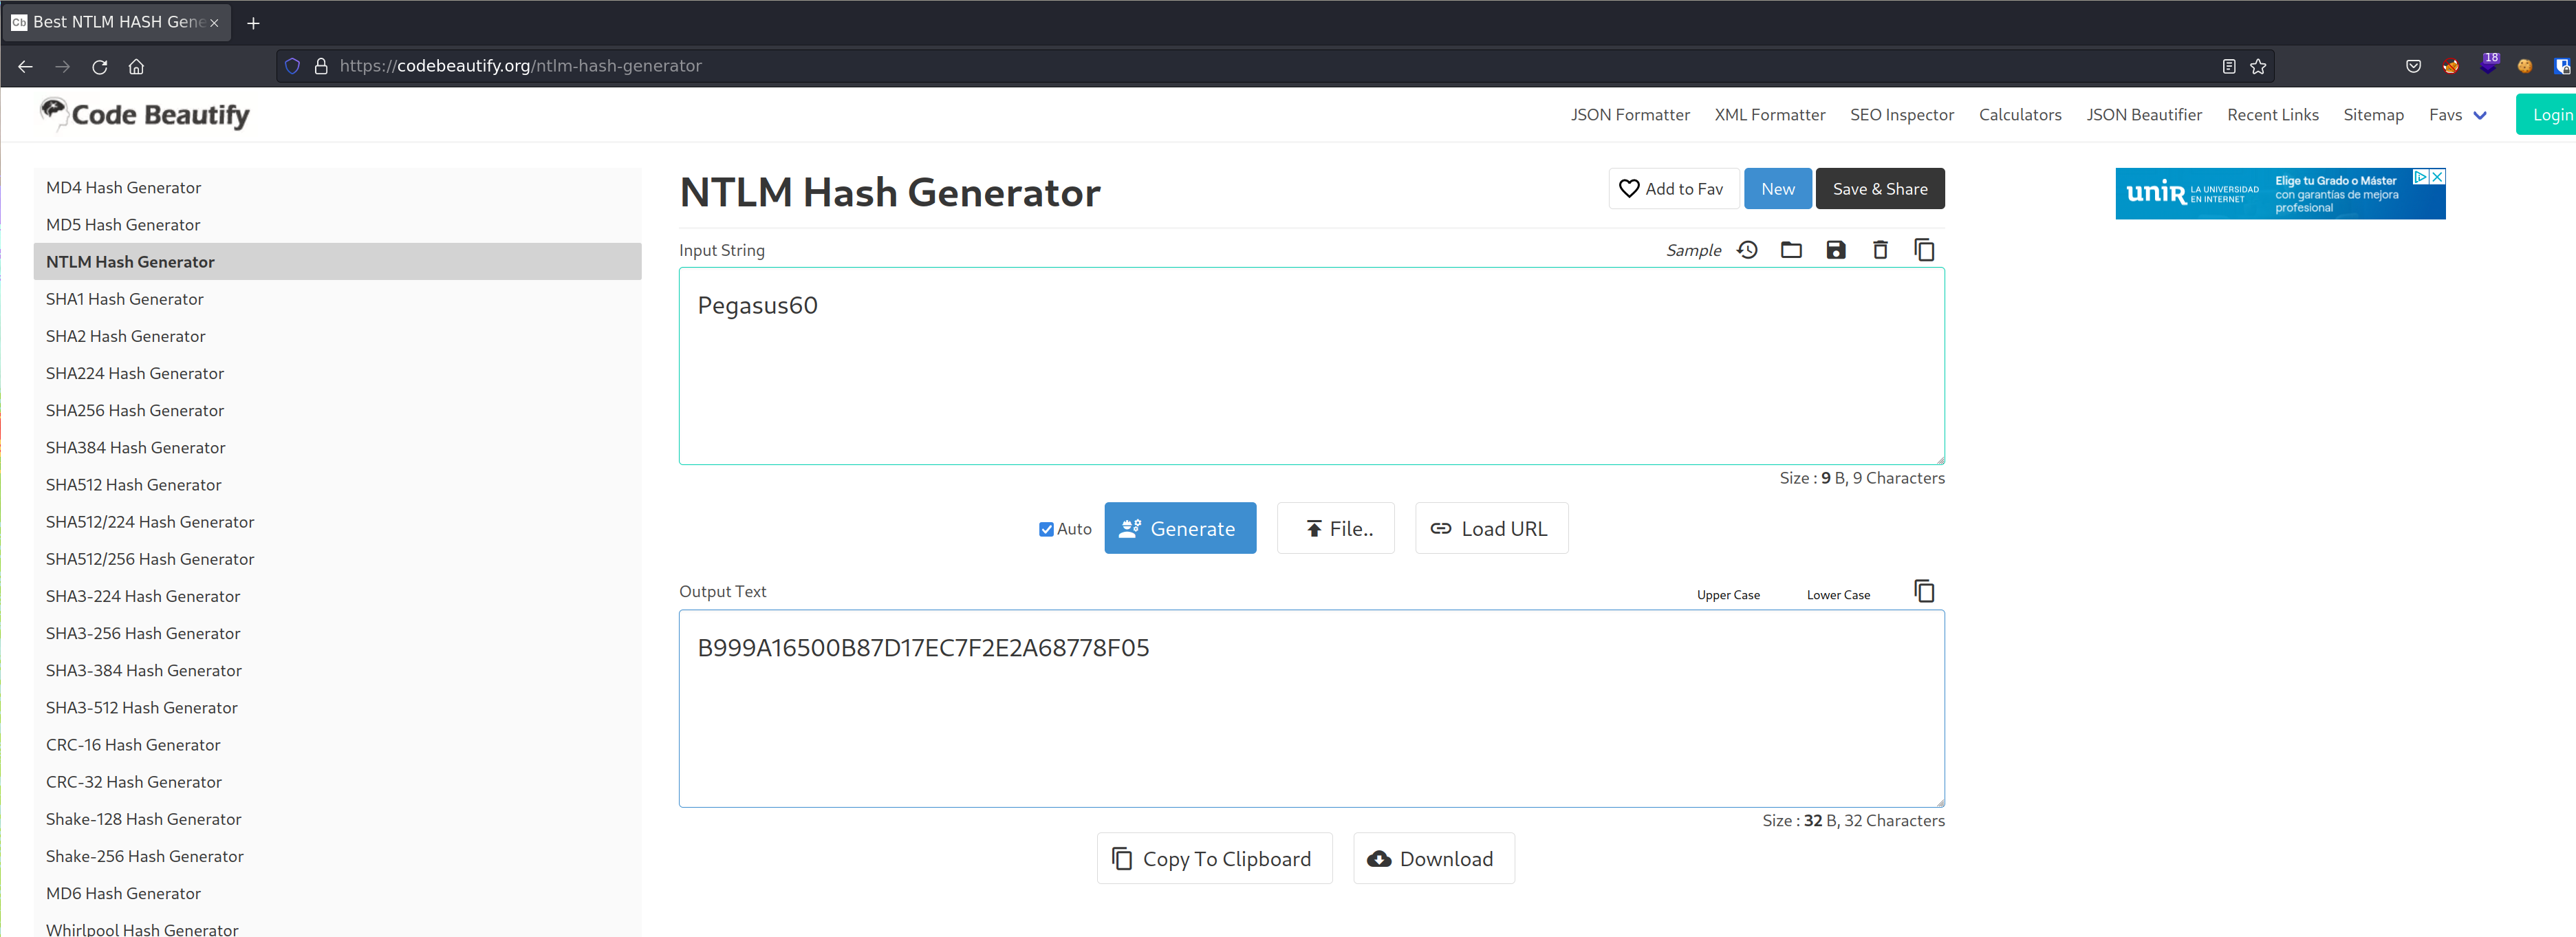 Cb Best NTLM HASH Gene
https://codebeautify.org/ntlm-hash-generator
18
Code Beautify
JSON Formatter XML Formatter SEO Inspector Calculators JSON Beautifier Recent Links Sitemap Favs Login
MD4 Hash Generator
MD5 Hash Generator
NTLM Hash Generator
SHA1 Hash Generator
SHA2 Hash Generator
SHA224 Hash Generator
SHA256 Hash Generator
SHA384 Hash Generator
SHA512 Hash Generator
SHA512/224 Hash Generator
SHA512/256 Hash Generator
SHA3-224 Hash Generator
SHA3-256 Hash Generator
SHA3-384 Hash Generator
SHA3-512 Hash Generator
CRC-16 Hash Generator
CRC-32 Hash Generator
Shake-128 Hash Generator
Shake-256 Hash Generator
MD6 Hash Generator
Whirlpool Hash Generator
NTLM Hash Generator
Add to Fav New Save & Share
Input String
Sample
Pegasus60
Size : 9 B, 9 Characters
Auto Generate File.. Load URL
Output Text
Upper Case Lower Case
B999A16500B87D17EC7F2E2A68778F05
Size : 32 B, 32 Characters
Copy To Clipboard Download
unir LA UNIVERSIDAD
EN INTERNET
Elige tu Grado o Máster
con garantías de mejora
profesional